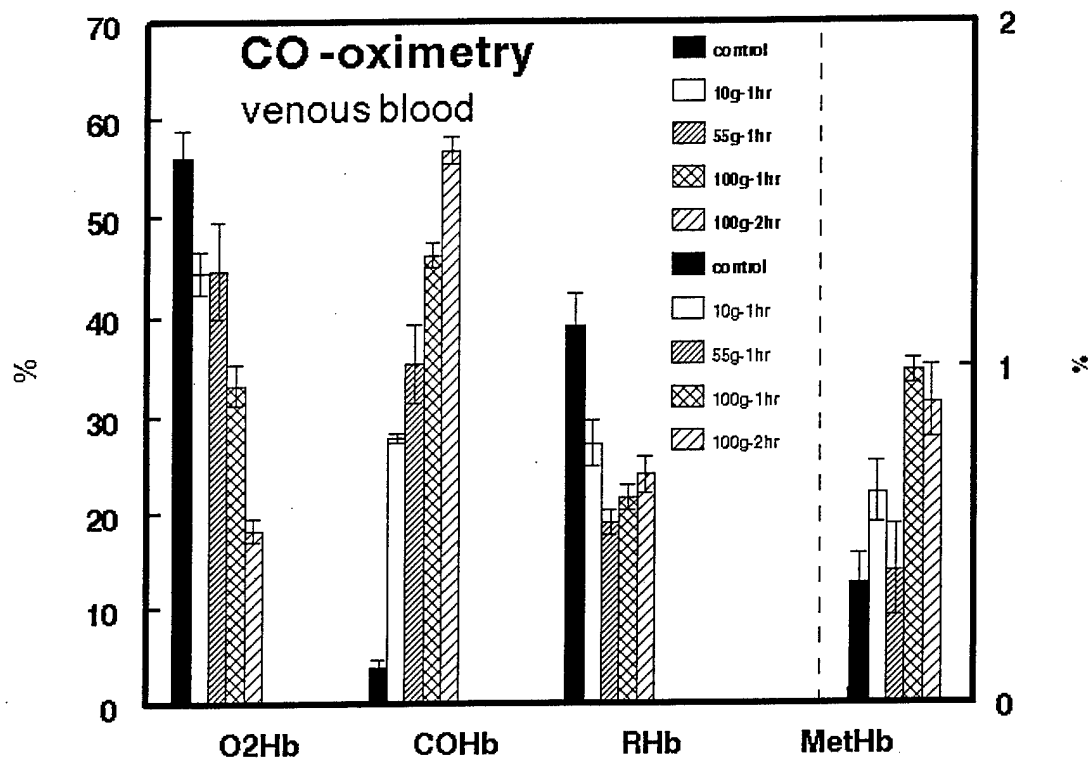 CO-oximetry
venous blood
control
10g-1hr
55g-1hr
100g-1hr
100g-2hr
control
10g-1hr
55g-1hr
100g-1hr
100g-2hr
70
60
50
40
30
20
10
0
%
2
1
0
%
O2Hb COHb RHb MetHb